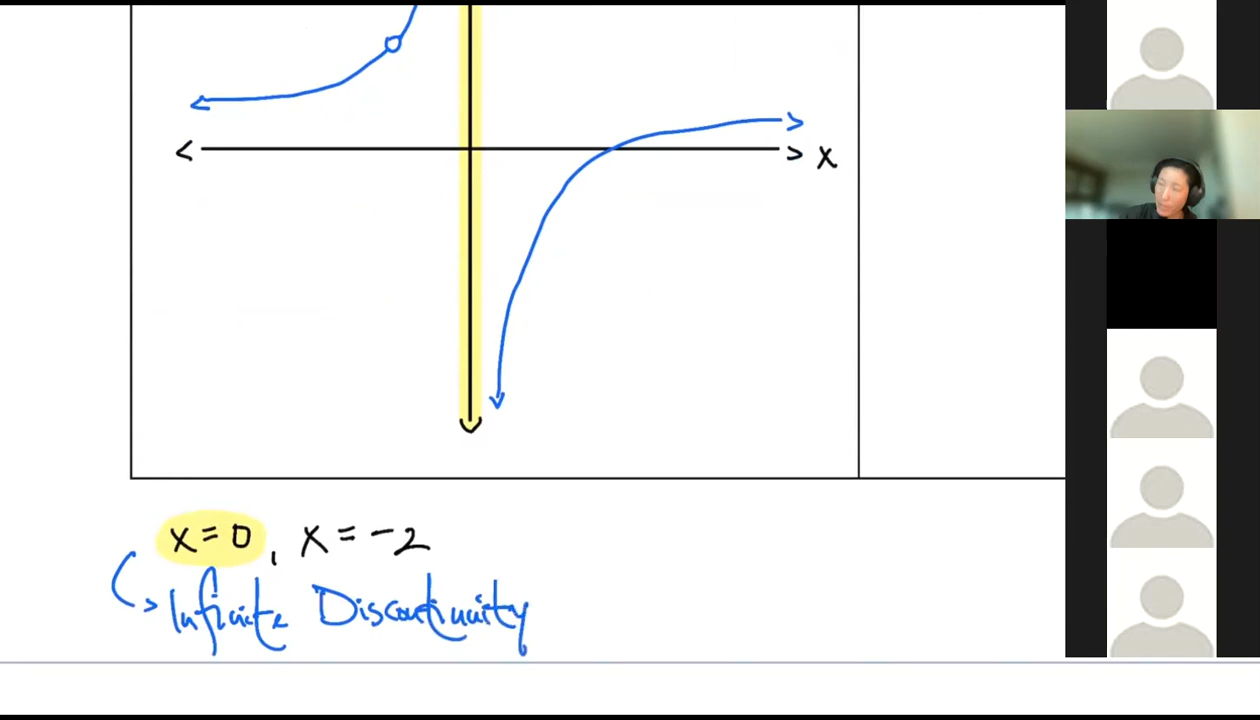 x
x = 0, x = -2
Infinite Discontinuity